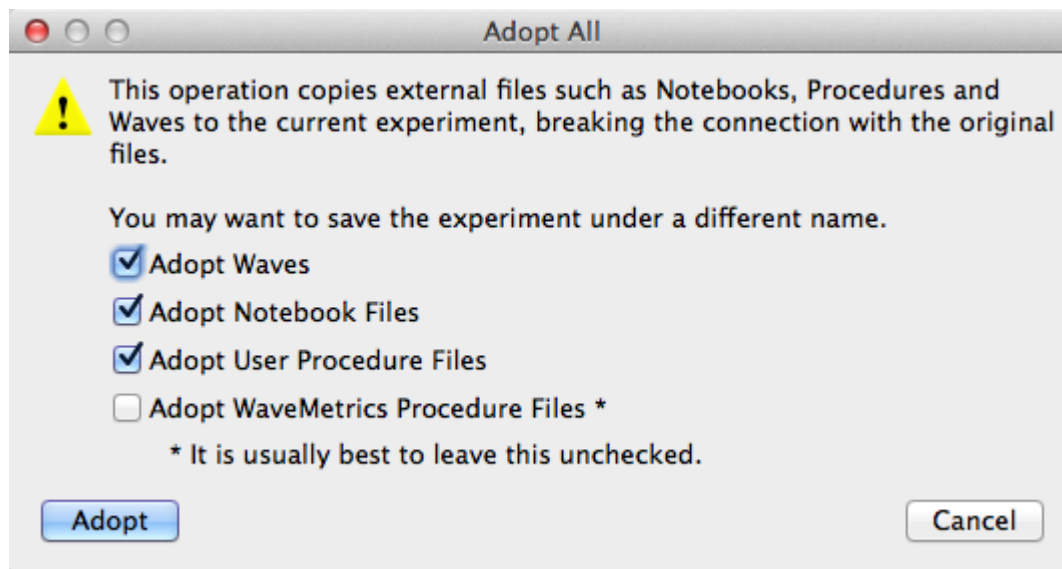 Adopt All
This operation copies external files such as Notebooks, Procedures and
Waves to the current experiment, breaking the connection with the original
files.
You may want to save the experiment under a different name.
Adopt Waves
Adopt Notebook Files
Adopt User Procedure Files
Adopt WaveMetrics Procedure Files *
* It is usually best to leave this unchecked.
Adopt
Cancel